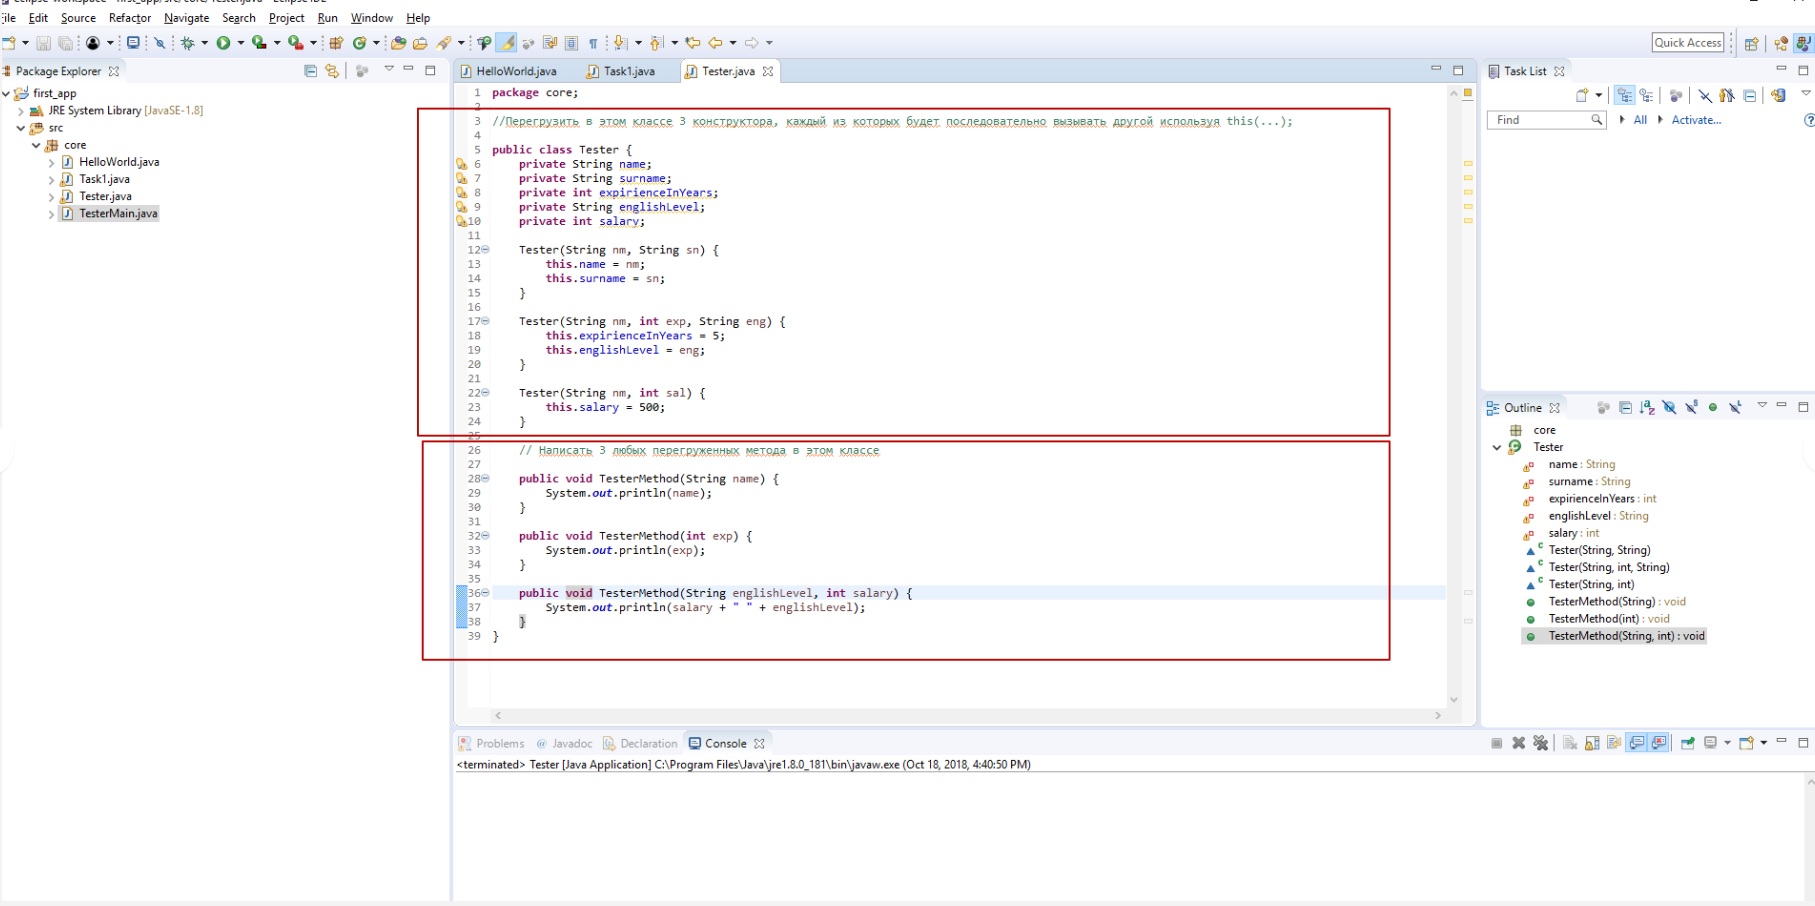 File Edit Source Refactor Navigate Search Project Run Window Help
Quick Access
Package Explorer
first_app
JRE System Library [JavaSE-1.8]
src
core
HelloWorld.java
Task1.java
Tester.java
TesterMain.java
HelloWorld.java Task1.java Tester.java
1 package core;
2
3 //Перегрузить в этом классе 3 конструктора, каждый из которых будет последовательно вызывать другой используя this(...);
4
5 public class Tester {
6 private String name;
7 private String surname;
8 private int expirienceInYears;
9 private String englishLevel;
10 private int salary;
11
12 Tester(String nm, String sn) {
13 this.name = nm;
14 this.surname = sn;
15 }
16
17 Tester(String nm, int exp, String eng) {
18 this.expirienceInYears = 5;
19 this.englishLevel = eng;
20 }
21
22 Tester(String nm, int sal) {
23 this.salary = 500;
24 }
25
26 // Написать 3 любых перегруженных метода в этом классе
27
28 public void TesterMethod(String name) {
29 System.out.println(name);
30 }
31
32 public void TesterMethod(int exp) {
33 System.out.println(exp);
34 }
35
36 public void TesterMethod(String englishLevel, int salary) {
37 System.out.println(salary + " " + englishLevel);
38 }
39 }
Task List
Find All Activate...
Outline
core
Tester
name : String
surname : String
expirienceInYears : int
englishLevel : String
salary : int
Tester(String, String)
Tester(String, int, String)
Tester(String, int)
TesterMethod(String) : void
TesterMethod(int) : void
TesterMethod(String, int) : void
Problems Javadoc Declaration Console
<terminated> Tester [Java Application] C:\Program Files\Java\jre1.8.0_181\bin\javaw.exe (Oct 18, 2018, 4:40:50 PM)